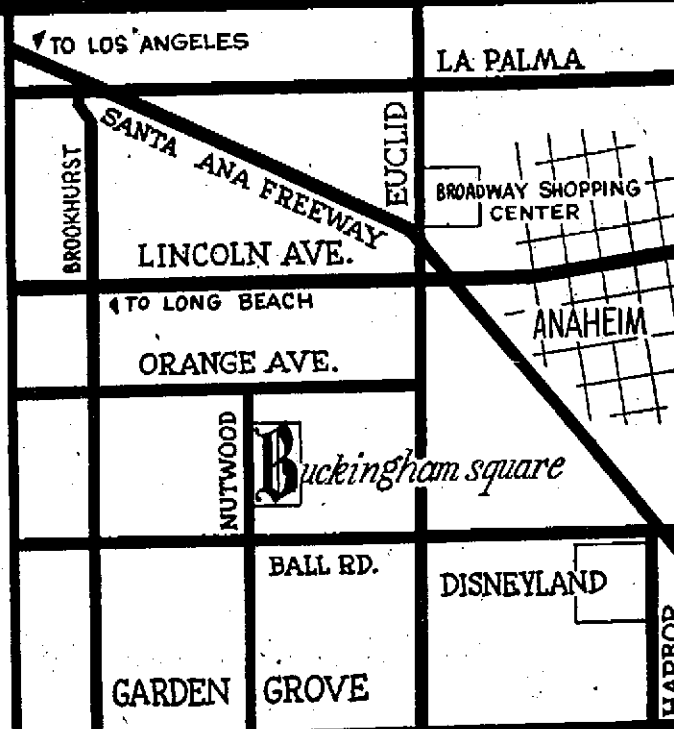 TO LOS ANGELES
LA PALMA
EUCLID
SANTA ANA FREEWAY
BROOKHURST
BROADWAY SHOPPING
CENTER
LINCOLN AVE.
TO LONG BEACH
ANAHEIM
ORANGE AVE.
NUTWOOD
Buckingham square
BALL RD.
DISNEYLAND
HARBOR
GARDEN GROVE